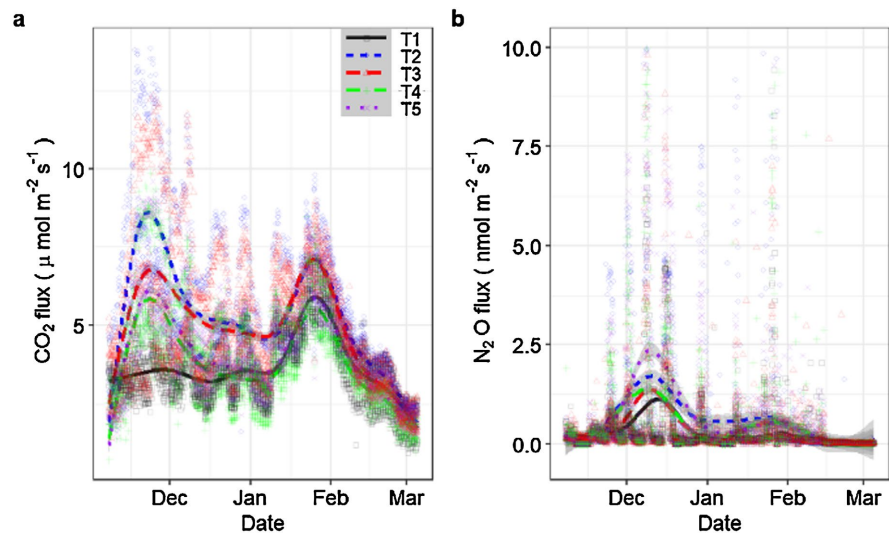 a
b
T1
T2
T3
T4
T5
10
5
CO2 flux ( μ mol m−2 s−1 )
Dec Jan Feb Mar
Date
10.0
7.5
5.0
2.5
0.0
N2 O flux ( nmol m−2 s−1 )
Dec Jan Feb Mar
Date